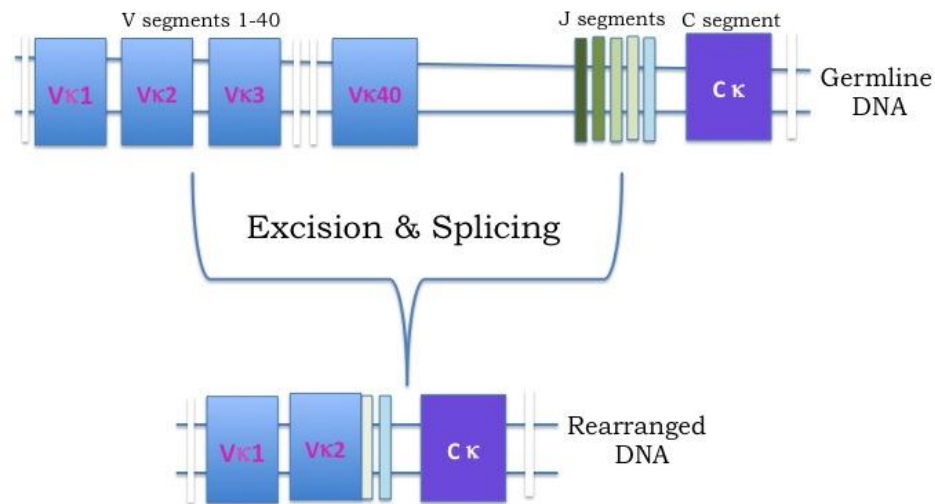 V segments 1-40
J segments
C segment
Vκ1
Vκ2
Vκ3
Vκ40
C κ
Germline
DNA
Excision & Splicing
Vκ1
Vκ2
C κ
Rearranged
DNA